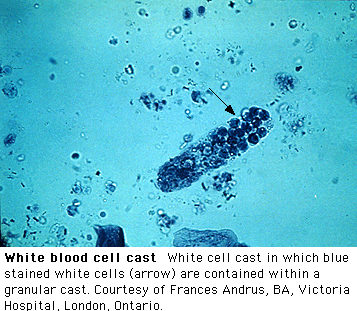 White blood cell cast White cell cast in which blue
stained white cells (arrow) are contained within a
granular cast. Courtesy of Frances Andrus, BA, Victoria
Hospital, London, Ontario.